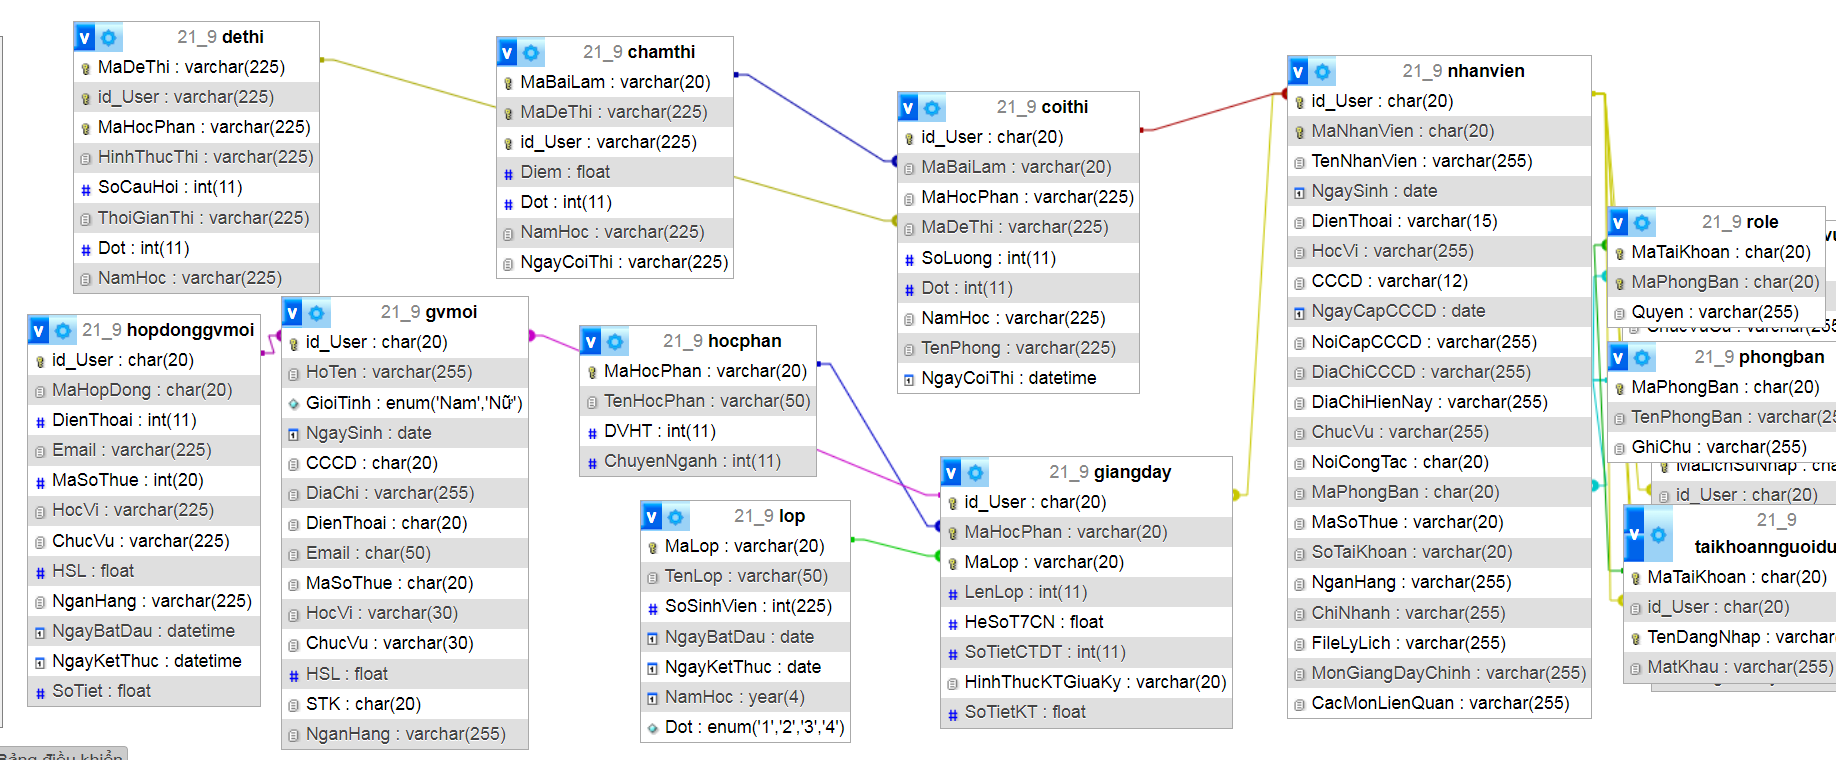 21_9 dethi
MaDeThi : varchar(225)
id_User : varchar(225)
MaHocPhan : varchar(225)
HinhThucThi : varchar(225)
SoCauHoi : int(11)
ThoiGianThi : varchar(225)
Dot : int(11)
NamHoc : varchar(225)
21_9 chamthi
MaBaiLam : varchar(20)
MaDeThi : varchar(225)
id_User : varchar(225)
Diem : float
Dot : int(11)
NamHoc : varchar(225)
NgayCoiThi : varchar(225)
21_9 coithi
id_User : char(20)
MaBaiLam : varchar(20)
MaHocPhan : varchar(225)
MaDeThi : varchar(225)
SoLuong : int(11)
Dot : int(11)
NamHoc : varchar(225)
TenPhong : varchar(225)
NgayCoiThi : datetime
21_9 nhanvien
id_User : char(20)
MaNhanVien : char(20)
TenNhanVien : varchar(255)
NgaySinh : date
DienThoai : varchar(15)
HocVi : varchar(255)
CCCD : varchar(12)
NgayCapCCCD : date
NoiCapCCCD : varchar(255)
DiaChiCCCD : varchar(255)
DiaChiHienNay : varchar(255)
ChucVu : varchar(255)
NoiCongTac : char(20)
MaPhongBan : char(20)
MaSoThue : varchar(20)
SoTaiKhoan : varchar(20)
NganHang : varchar(255)
ChiNhanh : varchar(255)
FileLyLich : varchar(255)
MonGiangDayChinh : varchar(255)
CacMonLienQuan : varchar(255)
21_9 role
MaTaiKhoan : char(20)
MaPhongBan : char(20)
Quyen : varchar(255)
21_9 phongban
MaPhongBan : char(20)
TenPhongBan : varchar(25
GhiChu : varchar(255)
MaLichSuNhap : cha
id_User : char(20)
21_9
taikhoannguoidu
MaTaiKhoan : char(20)
id_User : char(20)
TenDangNhap : varchar
MatKhau : varchar(255)
21_9 hopdonggvmoi
id_User : char(20)
MaHopDong : char(20)
DienThoai : int(11)
Email : varchar(225)
MaSoThue : int(20)
HocVi : varchar(225)
ChucVu : varchar(225)
HSL : float
NganHang : varchar(225)
NgayBatDau : datetime
NgayKetThuc : datetime
SoTiet : float
21_9 gvmoi
id_User : char(20)
HoTen : varchar(255)
GioiTinh : enum('Nam','Nữ')
NgaySinh : date
CCCD : char(20)
DiaChi : varchar(255)
DienThoai : char(20)
Email : char(50)
MaSoThue : char(20)
HocVi : varchar(30)
ChucVu : varchar(30)
HSL : float
STK : char(20)
NganHang : varchar(255)
21_9 hocphan
MaHocPhan : varchar(20)
TenHocPhan : varchar(50)
DVHT : int(11)
ChuyenNganh : int(11)
21_9 lop
MaLop : varchar(20)
TenLop : varchar(50)
SoSinhVien : int(225)
NgayBatDau : date
NgayKetThuc : date
NamHoc : year(4)
Dot : enum('1','2','3','4')
21_9 giangday
id_User : char(20)
MaHocPhan : varchar(20)
MaLop : varchar(20)
LenLop : int(11)
HeSoT7CN : float
SoTietCTDT : int(11)
HinhThucKTGiuaKy : varchar(20)
SoTietKT : float
Bảng điều khiển